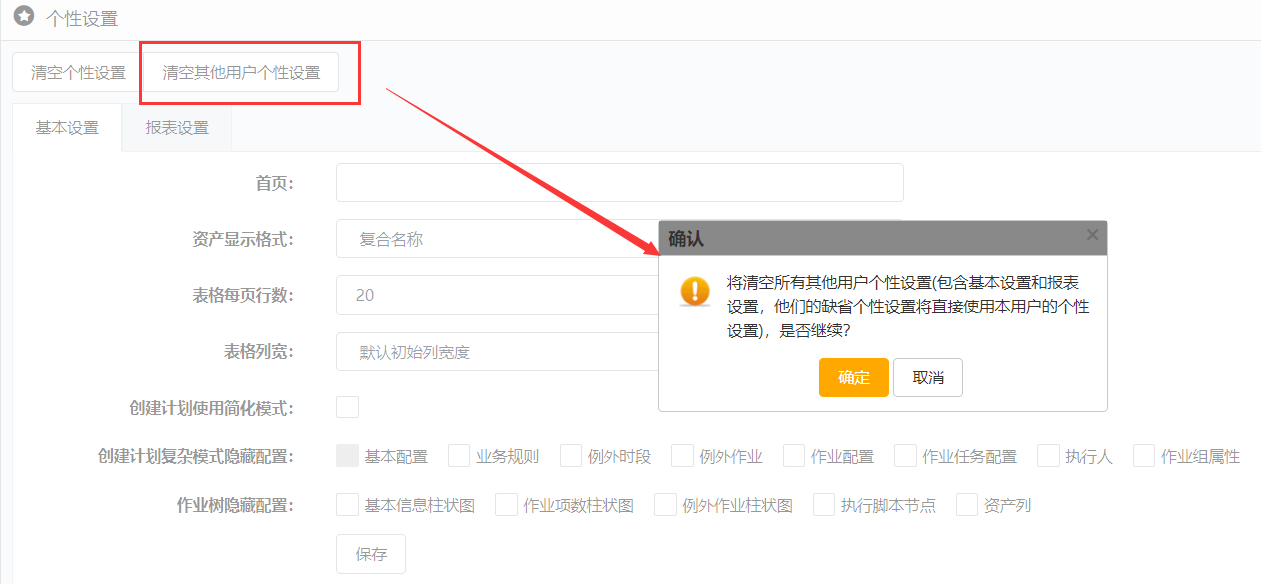 个性设置
清空个性设置 清空其他用户个性设置
基本设置 报表设置
首页：
资产显示格式： 复合名称
表格每页行数： 20
表格列宽： 默认初始列宽度
创建计划使用简化模式：
创建计划复杂模式隐藏配置： 基本配置 业务规则 例外时段 例外作业 作业配置 作业任务配置 执行人 作业组属性
作业树隐藏配置： 基本信息柱状图 作业项数柱状图 例外作业柱状图 执行脚本节点 资产列
保存
确认
将清空所有其他用户个性设置(包含基本设置和报表
设置，他们的缺省个性设置将直接使用本用户的个性
设置)，是否继续？
确定 取消